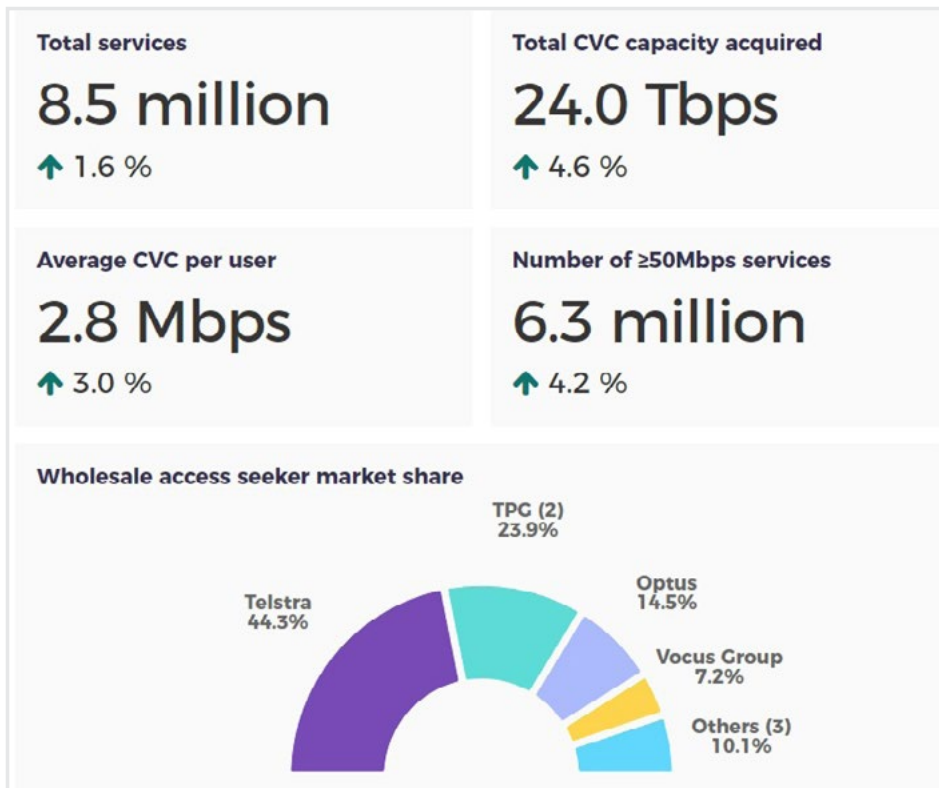 Total services
8.5 million
↑ 1.6 %
Total CVC capacity acquired
24.0 Tbps
↑ 4.6 %
Average CVC per user
2.8 Mbps
↑ 3.0 %
Number of ≥50Mbps services
6.3 million
↑ 4.2 %
Wholesale access seeker market share
TPG (2)
23.9%
Telstra
44.3%
Optus
14.5%
Vocus Group
7.2%
Others (3)
10.1%